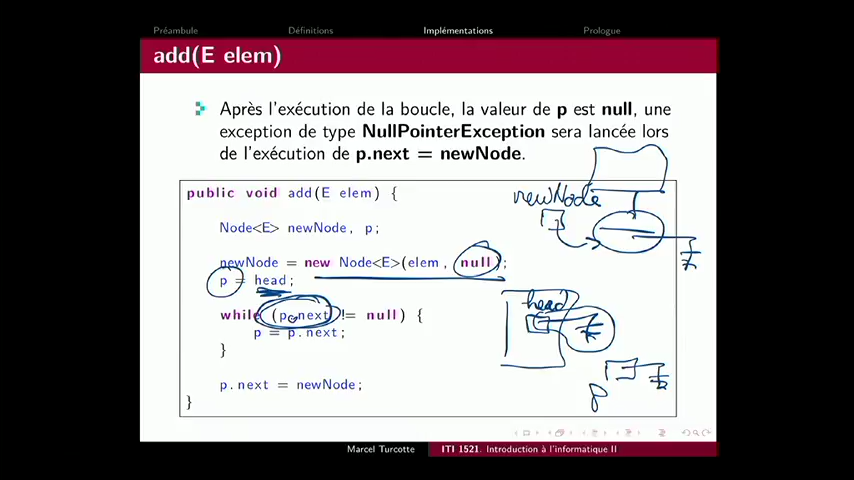 Préambule Définitions Implémentations Prologue
add(E elem)
Après l'exécution de la boucle, la valeur de p est null, une
exception de type NullPointerException sera lancée lors
de l'exécution de p.next = newNode.
newNode
public void add(E elem) {
Node<E> newNode, p;
newNode = new Node<E>(elem, null);
p = head;
head
while (p.next != null) {
p = p.next;
}
p.next = newNode;
p
}
Marcel Turcotte ITI 1521. Introduction à l'informatique II